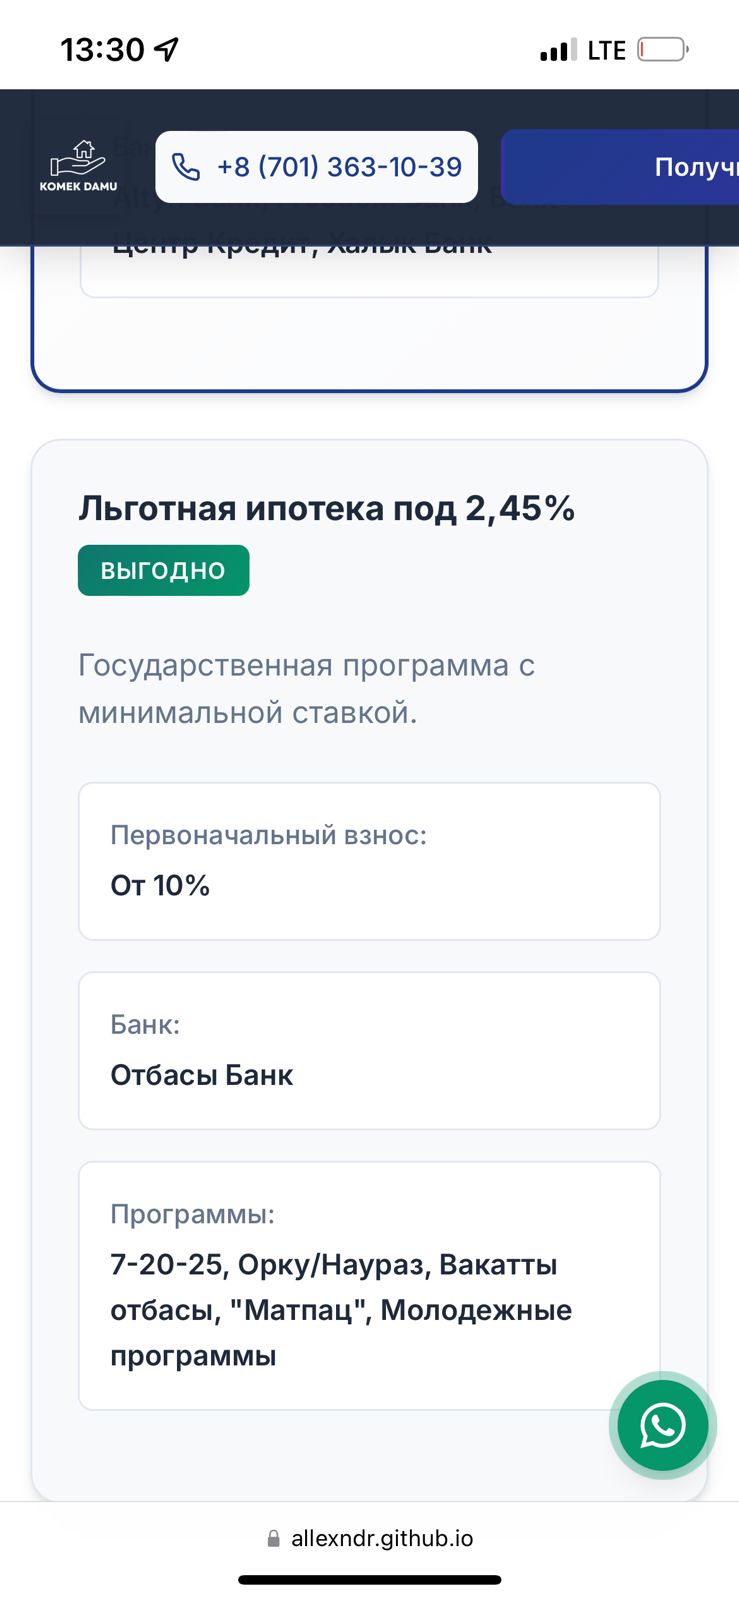 13:30
LTE
KOMEK DAMU
+8 (701) 363-10-39
Получи
Центр Кредит, Халык Банк
Льготная ипотека под 2,45%
ВЫГОДНО
Государственная программа с
минимальной ставкой.
Первоначальный взнос:
От 10%
Банк:
Отбасы Банк
Программы:
7-20-25, Орку/Наураз, Вакатты
отбасы, "Матпац", Молодежные
программы
allexndr.github.io